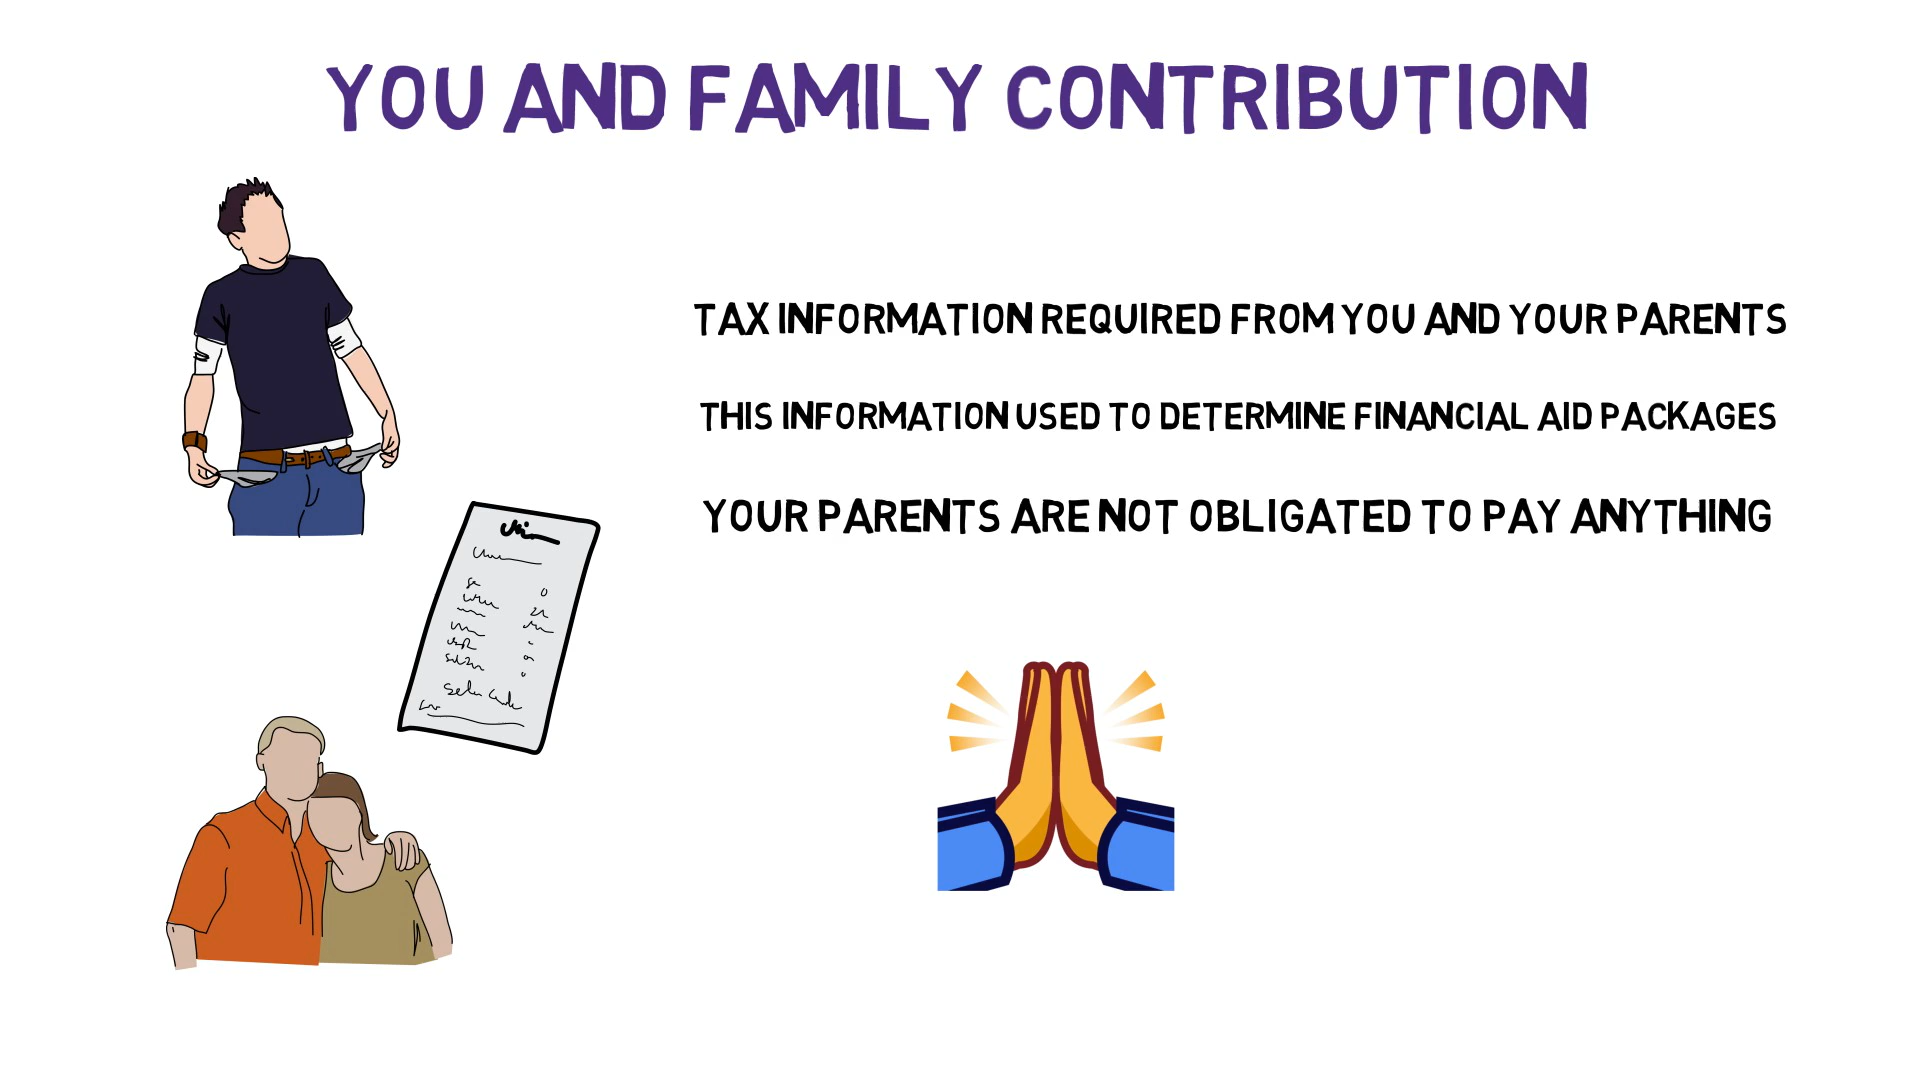 YOU AND FAMILY CONTRIBUTION
TAX INFORMATION REQUIRED FROM YOU AND YOUR PARENTS
THIS INFORMATION USED TO DETERMINE FINANCIAL AID PACKAGES
YOUR PARENTS ARE NOT OBLIGATED TO PAY ANYTHING